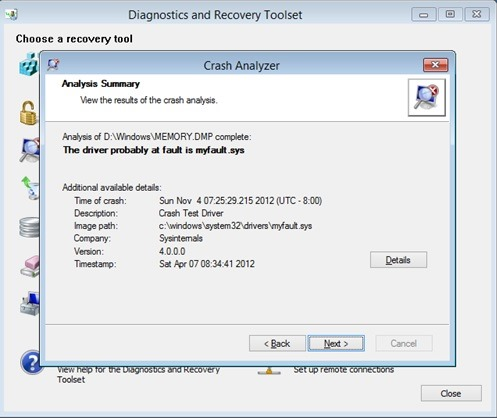 Diagnostics and Recovery Toolset
Choose a recovery tool
Crash Analyzer
Analysis Summary
View the results of the crash analysis.
Analysis of D:\Windows\MEMORY.DMP complete:
The driver probably at fault is myfault.sys
Additional available details:
Time of crash: Sun Nov 4 07:25:29.215 2012 (UTC - 8:00)
Description: Crash Test Driver
Image path: c:\windows\system32\drivers\myfault.sys
Company: Sysinternals
Version: 4.0.0.0
Timestamp: Sat Apr 07 08:34:41 2012
Details
< Back Next > Cancel
View help for the Diagnostics and Recovery Set up remote connections
Toolset
Close